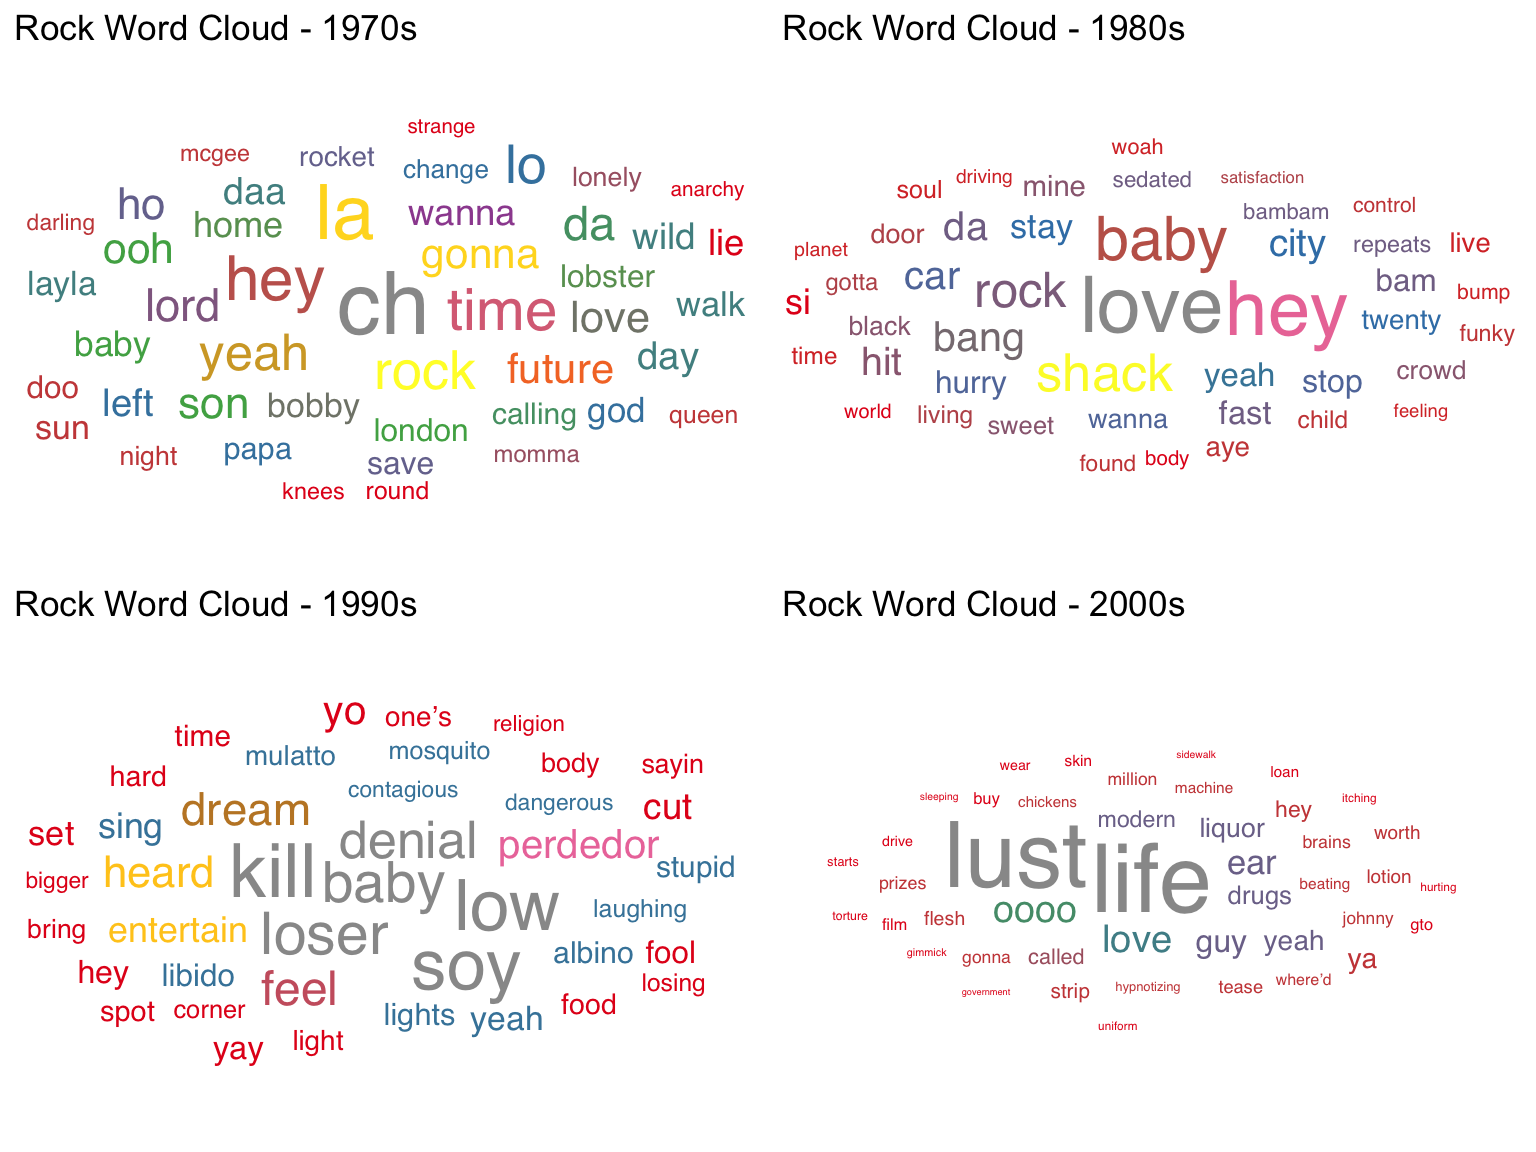 Rock Word Cloud - 1970s
strange
mcgee rocket change lo lonely
anarchy
ho daa la wanna da
darling home wild lie
ooh gonna
layla hey lobster
lord ch time love walk
baby yeah
rock future day
doo left son bobby
calling god queen
sun london
night papa save momma
knees round
Rock Word Cloud - 1980s
woah
soul driving mine sedated satisfaction
bambam control
door da stay baby city repeats live
planet
gotta car bam
si rock love hey bump
black twenty funky
time hit bang
hurry shack yeah stop crowd
world living sweet wanna fast child feeling
found body aye
Rock Word Cloud - 1990s
yo one’s religion
time mulatto mosquito
hard body sayin
contagious
set sing dream dangerous cut
denial perdedor
bigger heard kill baby stupid
low laughing
bring entertain loser
hey libido soy albino fool
feel losing
spot corner lights yeah food
yay light
Rock Word Cloud - 2000s
sidewalk
wear skin
million loan
machine
sleeping buy chickens itching
modern hey
liquor
drive brains worth
starts lust life ear
prizes drugs beating lotion hurting
oooo
torture film flesh johnny gto
love guy yeah
gimmick gonna called ya
government strip hypnotizing tease where’d
uniform